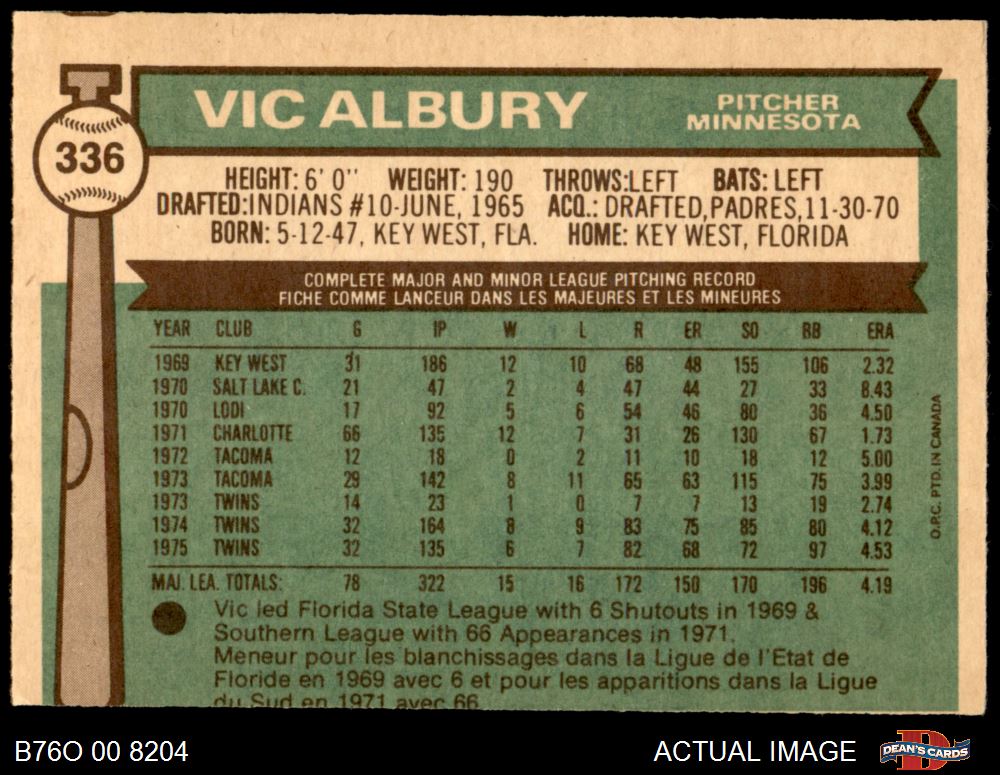 VIC ALBURY
PITCHER
MINNESOTA
336
HEIGHT: 6' 0" WEIGHT: 190 THROWS: LEFT BATS: LEFT
DRAFTED: INDIANS #10-JUNE, 1965 ACQ.: DRAFTED, PADRES, 11-30-70
BORN: 5-12-47, KEY WEST, FLA. HOME: KEY WEST, FLORIDA
COMPLETE MAJOR AND MINOR LEAGUE PITCHING RECORD
FICHE COMME LANCEUR DANS LES MAJEURES ET LES MINEURES
YEAR CLUB G IP W L R ER SO BB ERA
1969 KEY WEST 31 186 12 10 68 48 155 106 2.32
1970 SALT LAKE C. 21 47 2 4 47 44 27 33 8.43
1970 LODI 17 92 5 6 54 46 80 36 4.50
1971 CHARLOTTE 66 135 12 7 31 26 130 67 1.73
1972 TACOMA 12 18 0 2 11 10 18 12 5.00
1973 TACOMA 29 142 8 11 65 63 115 75 3.99
1973 TWINS 14 23 1 0 7 7 13 19 2.74
1974 TWINS 32 164 8 9 83 75 85 80 4.12
1975 TWINS 32 135 6 7 82 68 72 97 4.53
MAJ. LEA. TOTALS: 78 322 15 16 172 150 170 196 4.19
Vic led Florida State League with 6 Shutouts in 1969 &
Southern League with 66 Appearances in 1971.
Meneur pour les blanchissages dans la Ligue de l'Etat de
Floride en 1969 avec 6 et pour les apparitions dans la Ligue
du Sud en 1971 avec 66.
O.P.C. PTD. IN CANADA
B76O 00 8204
ACTUAL IMAGE
DEAN'S CARDS